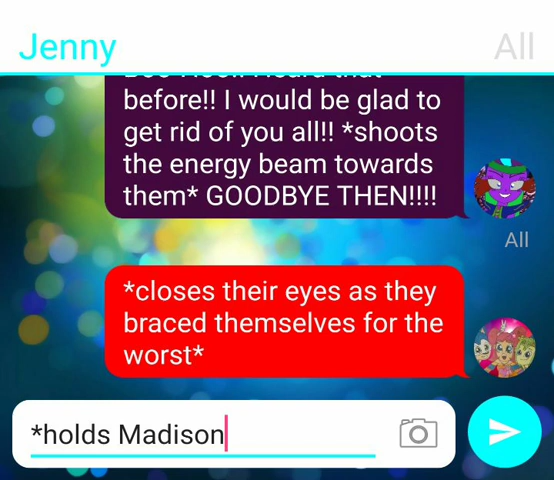 Jenny
All
before!! I would be glad to
get rid of you all!! *shoots
the energy beam towards
them* GOODBYE THEN!!!!
All
*closes their eyes as they
braced themselves for the
worst*
*holds Madison